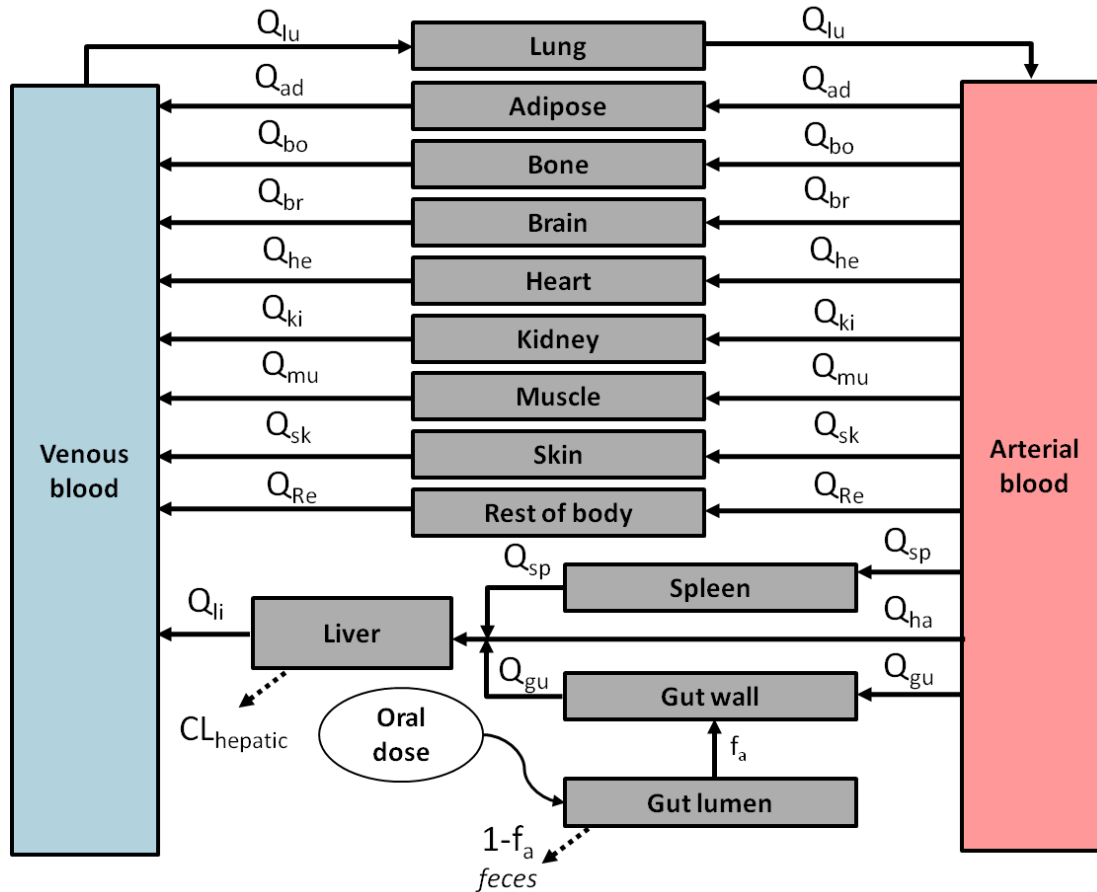 Q_lu Lung Q_lu
Q_ad Adipose Q_ad
Q_bo Bone Q_bo
Q_br Brain Q_br
Q_he Heart Q_he
Q_ki Kidney Q_ki
Q_mu Muscle Q_mu
Q_sk Skin Q_sk
Q_Re Rest of body Q_Re
Venous
blood
Arterial
blood
Q_sp Spleen Q_sp
Q_li Liver Q_ha
Q_gu Gut wall Q_gu
CL_hepatic
Oral
dose
f_a
Gut lumen
1-f_a
feces